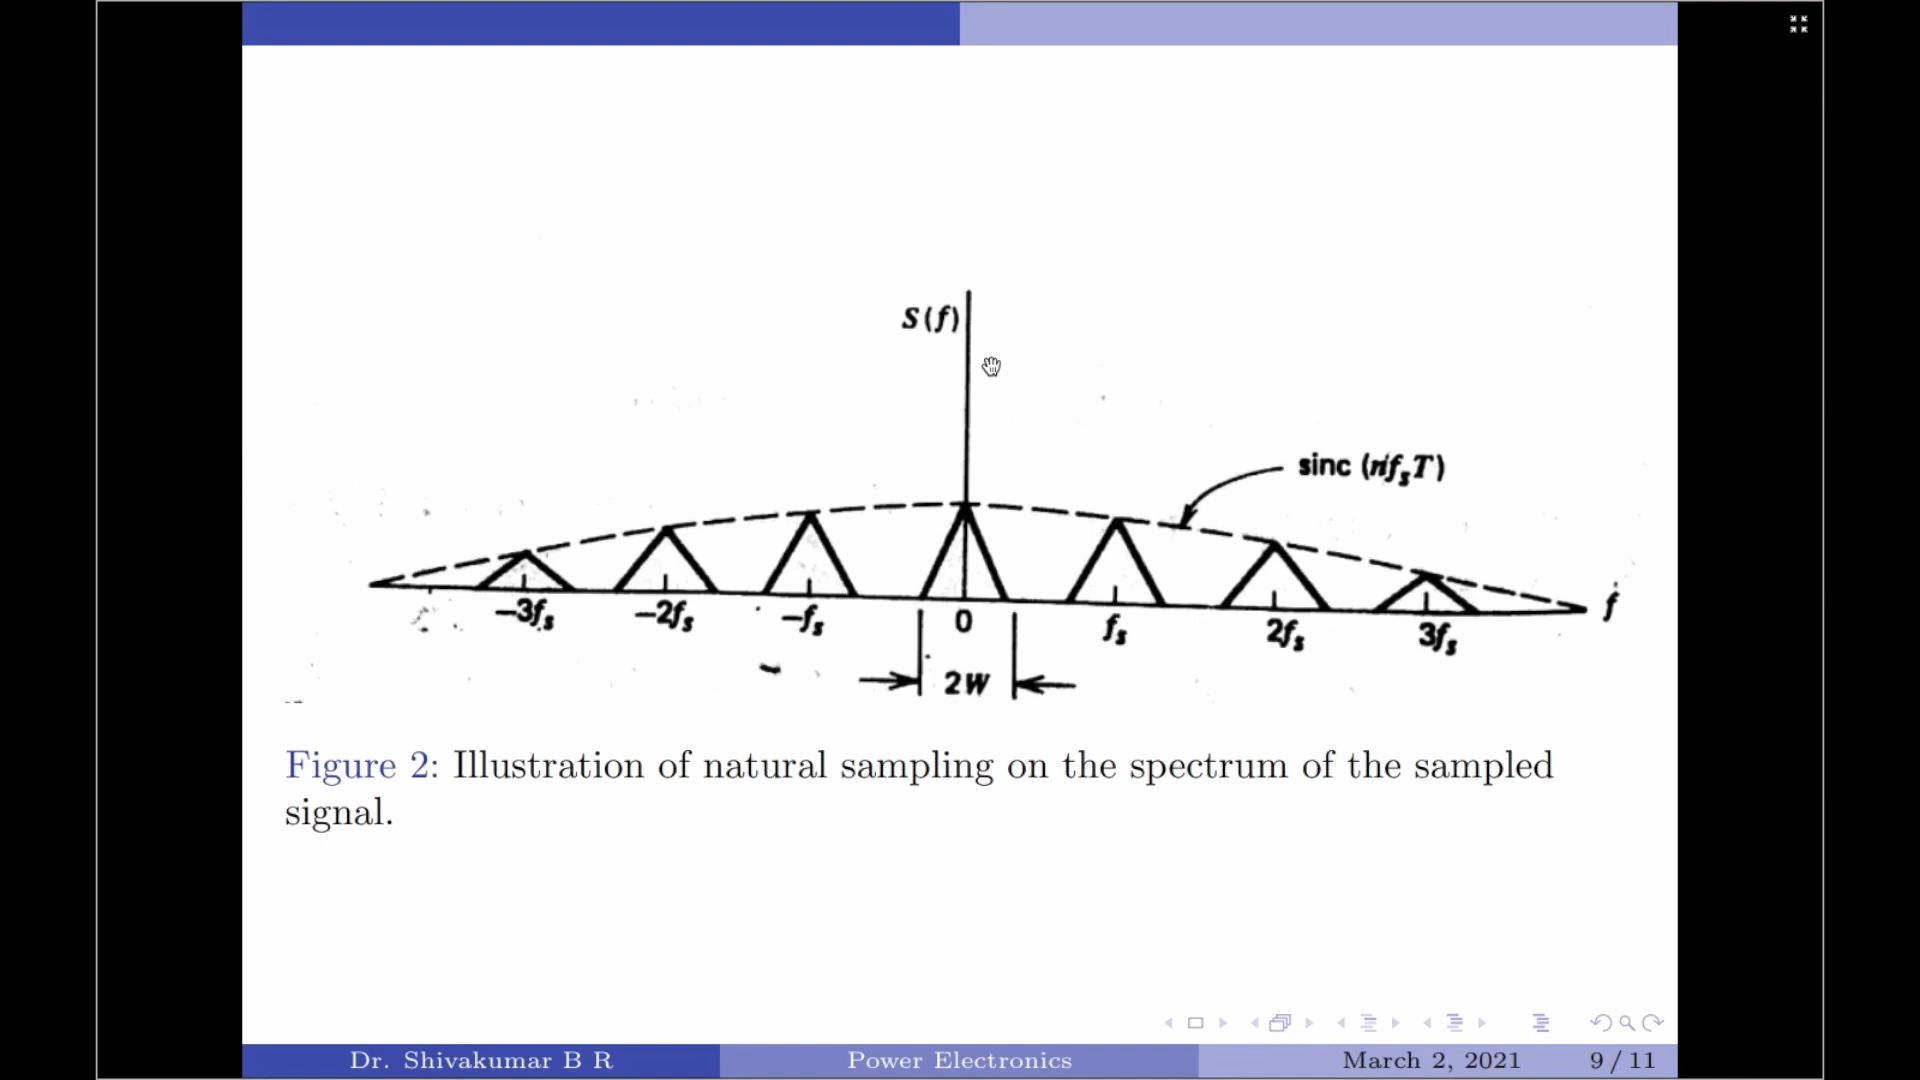 S(f)
sinc (nf_sT)
−3f_s −2f_s −f_s 0 f_s 2f_s 3f_s f
2W
Figure 2: Illustration of natural sampling on the spectrum of the sampled
signal.
Dr. Shivakumar B R Power Electronics March 2, 2021 9 / 11